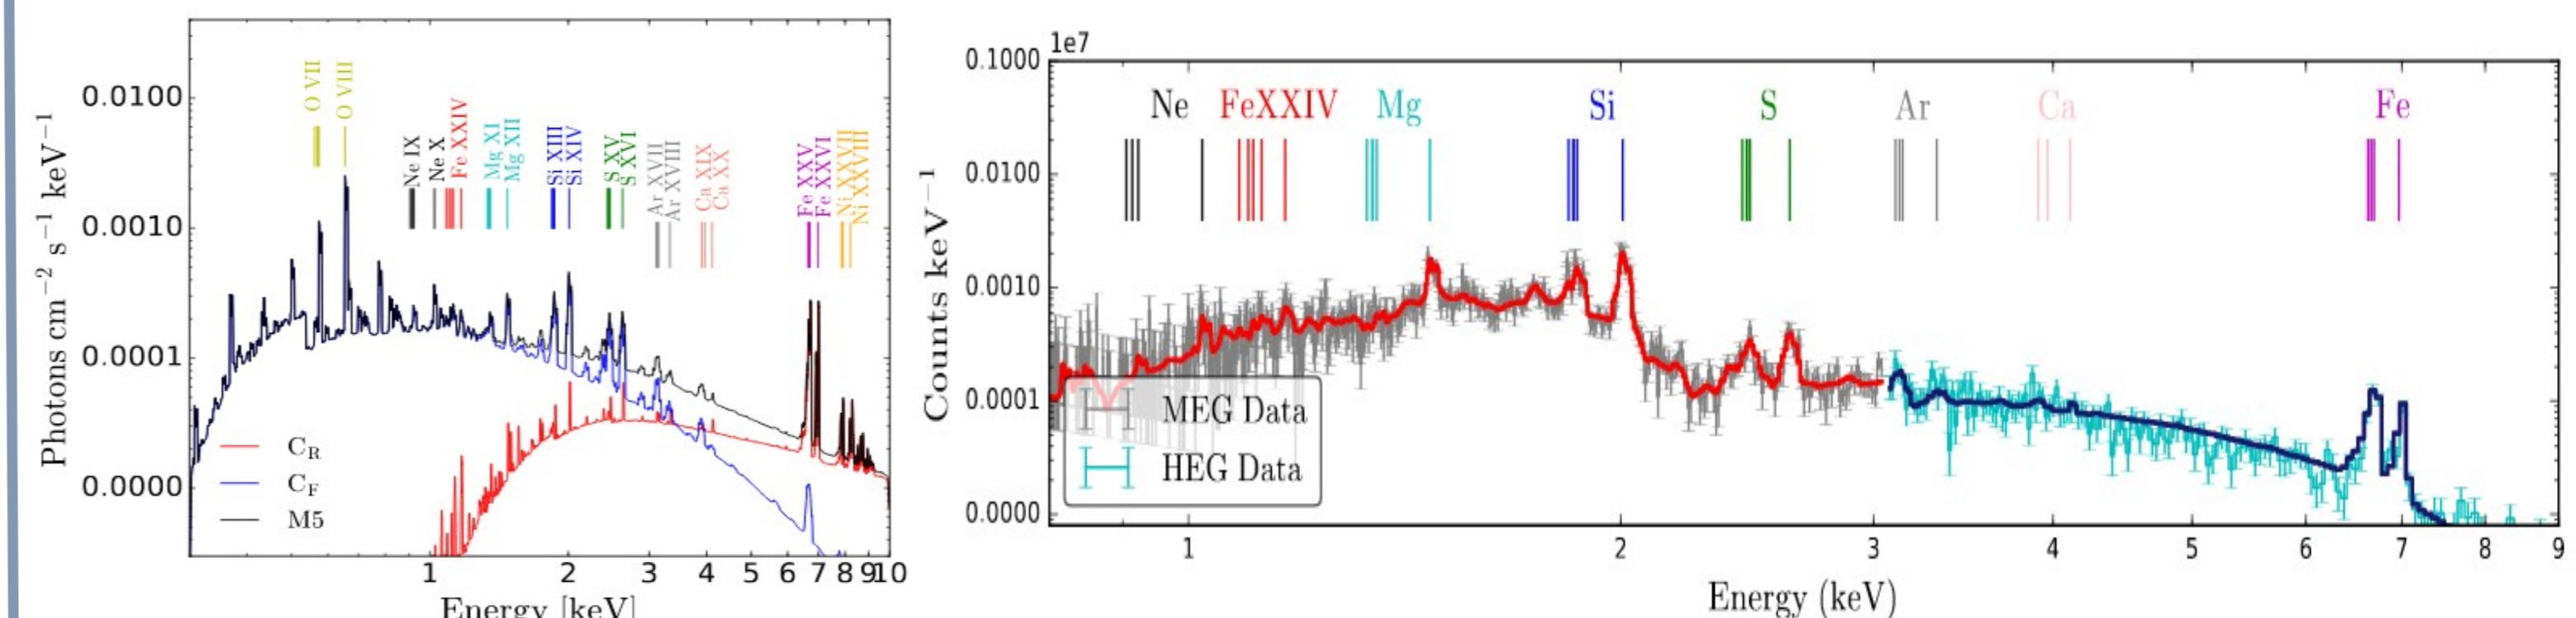 Photons cm−2 s−1 keV−1
0.0100
0.0010
0.0001
0.0000
O VII
O VIII
Ne IX
Ne X
Fe XXIV
Mg XI
Mg XII
Si XIII
Si XIV
S XV
S XVI
Ar XVII
Ar XVIII
Ca XIX
Ca XX
Fe XXV
Fe XXVI
Ni XXVII
Ni XXVIII
CR
CF
M5
1 2 3 4 5 6 7 8 9 10
Energy [keV]
1e7
Counts keV−1
0.1000
0.0100
0.0010
0.0001
0.0000
Ne FeXXIV Mg Si S Ar Ca Fe
MEG Data
HEG Data
1 2 3 4 5 6 7 8 9
Energy (keV)